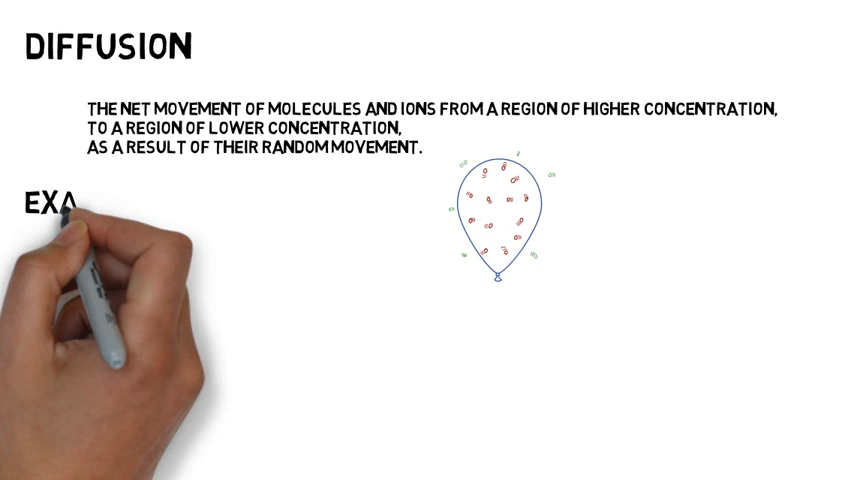 DIFFUSION
THE NET MOVEMENT OF MOLECULES AND IONS FROM A REGION OF HIGHER CONCENTRATION,
TO A REGION OF LOWER CONCENTRATION,
AS A RESULT OF THEIR RANDOM MOVEMENT.
EXA